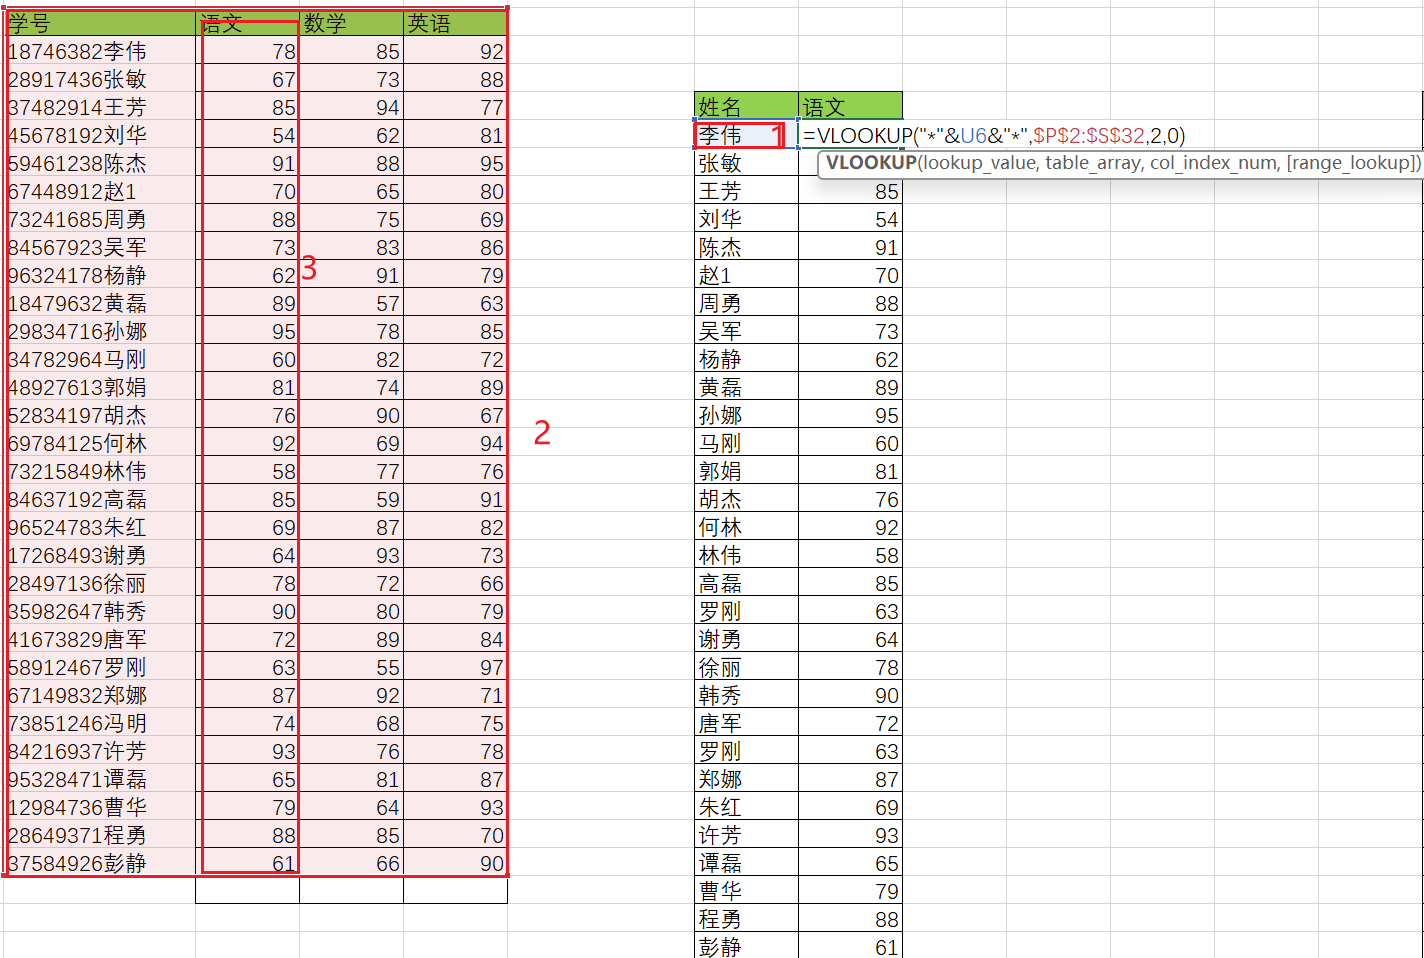 学号 语文 数学 英语
18746382李伟 78 85 92
28917436张敏 67 73 88
37482914王芳 85 94 77
45678192刘华 54 62 81
59461238陈杰 91 88 95
67448912赵1 70 65 80
73241685周勇 88 75 69
84567923吴军 73 83 86
96324178杨静 62 91 79
18479632黄磊 89 57 63
29834716孙娜 95 78 85
34782964马刚 60 82 72
48927613郭娟 81 74 89
52834197胡杰 76 90 67
69784125何林 92 69 94
73215849林伟 58 77 76
84637192高磊 85 59 91
96524783朱红 69 87 82
17268493谢勇 64 93 73
28497136徐丽 78 72 66
35982647韩秀 90 80 79
41673829唐军 72 89 84
58912467罗刚 63 55 97
67149832郑娜 87 92 71
73851246冯明 74 68 75
84216937许芳 93 76 78
95328471谭磊 65 81 87
12984736曹华 79 64 93
28649371程勇 88 85 70
37584926彭静 61 66 90
3
2
姓名 语文
李伟 1 =VLOOKUP("*"&U6&"*",$P$2:$S$32,2,0)
张敏 VLOOKUP(lookup_value, table_array, col_index_num, [range_lookup])
王芳 85
刘华 54
陈杰 91
赵1 70
周勇 88
吴军 73
杨静 62
黄磊 89
孙娜 95
马刚 60
郭娟 81
胡杰 76
何林 92
林伟 58
高磊 85
罗刚 63
谢勇 64
徐丽 78
韩秀 90
唐军 72
罗刚 63
郑娜 87
朱红 69
许芳 93
谭磊 65
曹华 79
程勇 88
彭静 61